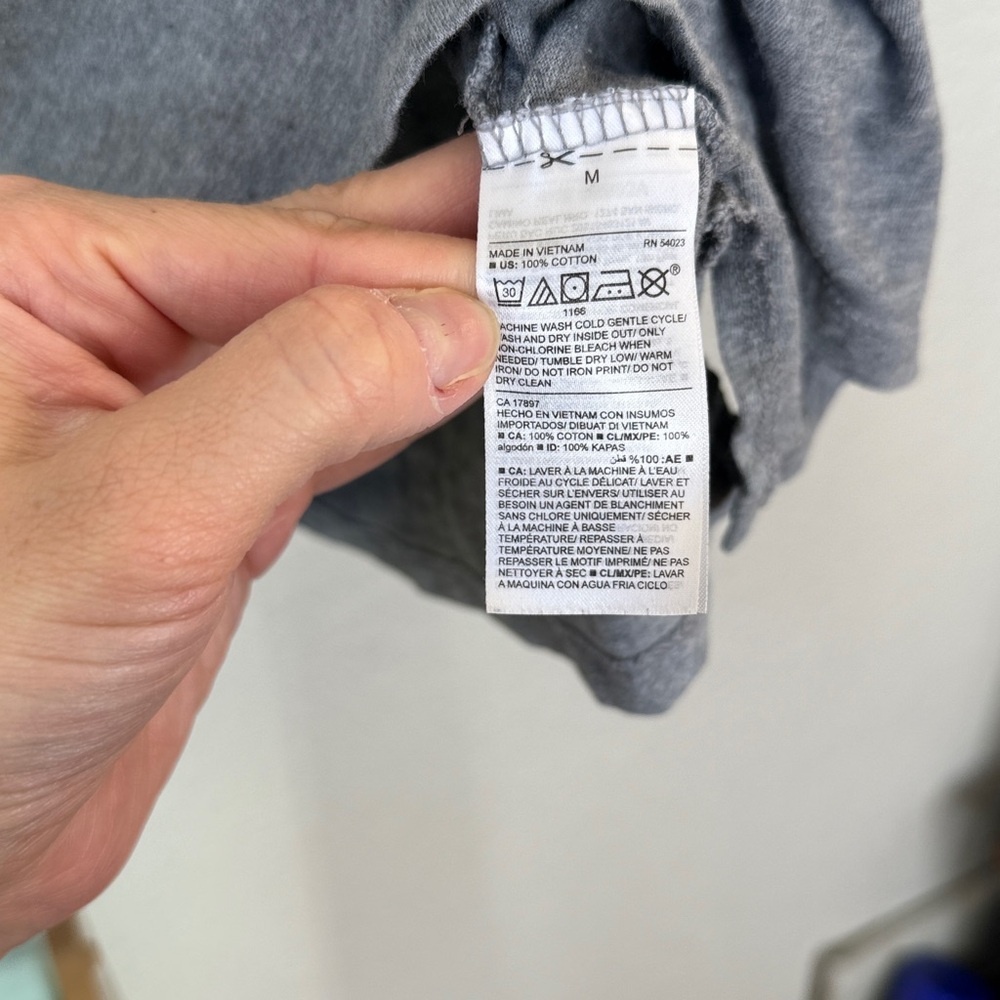 M
MADE IN VIETNAM RN 54023
■ US: 100% COTTON
30 ®
1166
ACHINE WASH COLD GENTLE CYCLE/
ASH AND DRY INSIDE OUT/ ONLY
ON-CHLORINE BLEACH WHEN
NEEDED/ TUMBLE DRY LOW/ WARM
IRON/ DO NOT IRON PRINT/ DO NOT
DRY CLEAN
CA 17897
HECHO EN VIETNAM CON INSUMOS
IMPORTADOS/ DIBUAT DI VIETNAM
■ CA: 100% COTON ■ CL/MX/PE: 100%
algodón ■ ID: 100% KAPAS
■ AE: 100% قطن
■ CA: LAVER À LA MACHINE À L'EAU
FROIDE AU CYCLE DÉLICAT/ LAVER ET
SÉCHER SUR L'ENVERS/ UTILISER AU
BESOIN UN AGENT DE BLANCHIMENT
SANS CHLORE UNIQUEMENT/ SÉCHER
À LA MACHINE À BASSE
TEMPÉRATURE/ REPASSER À
TEMPÉRATURE MOYENNE/ NE PAS
REPASSER LE MOTIF IMPRIMÉ/ NE PAS
NETTOYER À SEC ■ CL/MX/PE: LAVAR
A MAQUINA CON AGUA FRIA CICLO